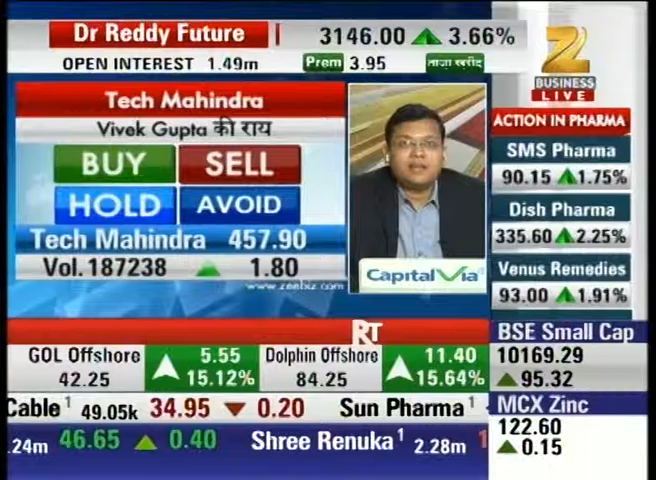 Dr Reddy Future
3146.00 3.66%
OPEN INTEREST 1.49m
Prem 3.95 ताज़ा खरीद
Z
BUSINESS
LIVE
Tech Mahindra
Vivek Gupta की राय
BUY SELL
HOLD AVOID
Tech Mahindra 457.90
Vol. 187238 1.80
www.zeebiz.com
CapitalVia
ACTION IN PHARMA
SMS Pharma
90.15 1.75%
Dish Pharma
335.60 2.25%
Venus Remedies
93.00 1.91%
RT
GOL Offshore 5.55
42.25 15.12%
Dolphin Offshore 11.40
84.25 15.64%
BSE Small Cap
10169.29
95.32
Cable¹ 49.05k 34.95 0.20 Sun Pharma¹
.24m 46.65 0.40 Shree Renuka¹ 2.28m 1
MCX Zinc
122.60
0.15